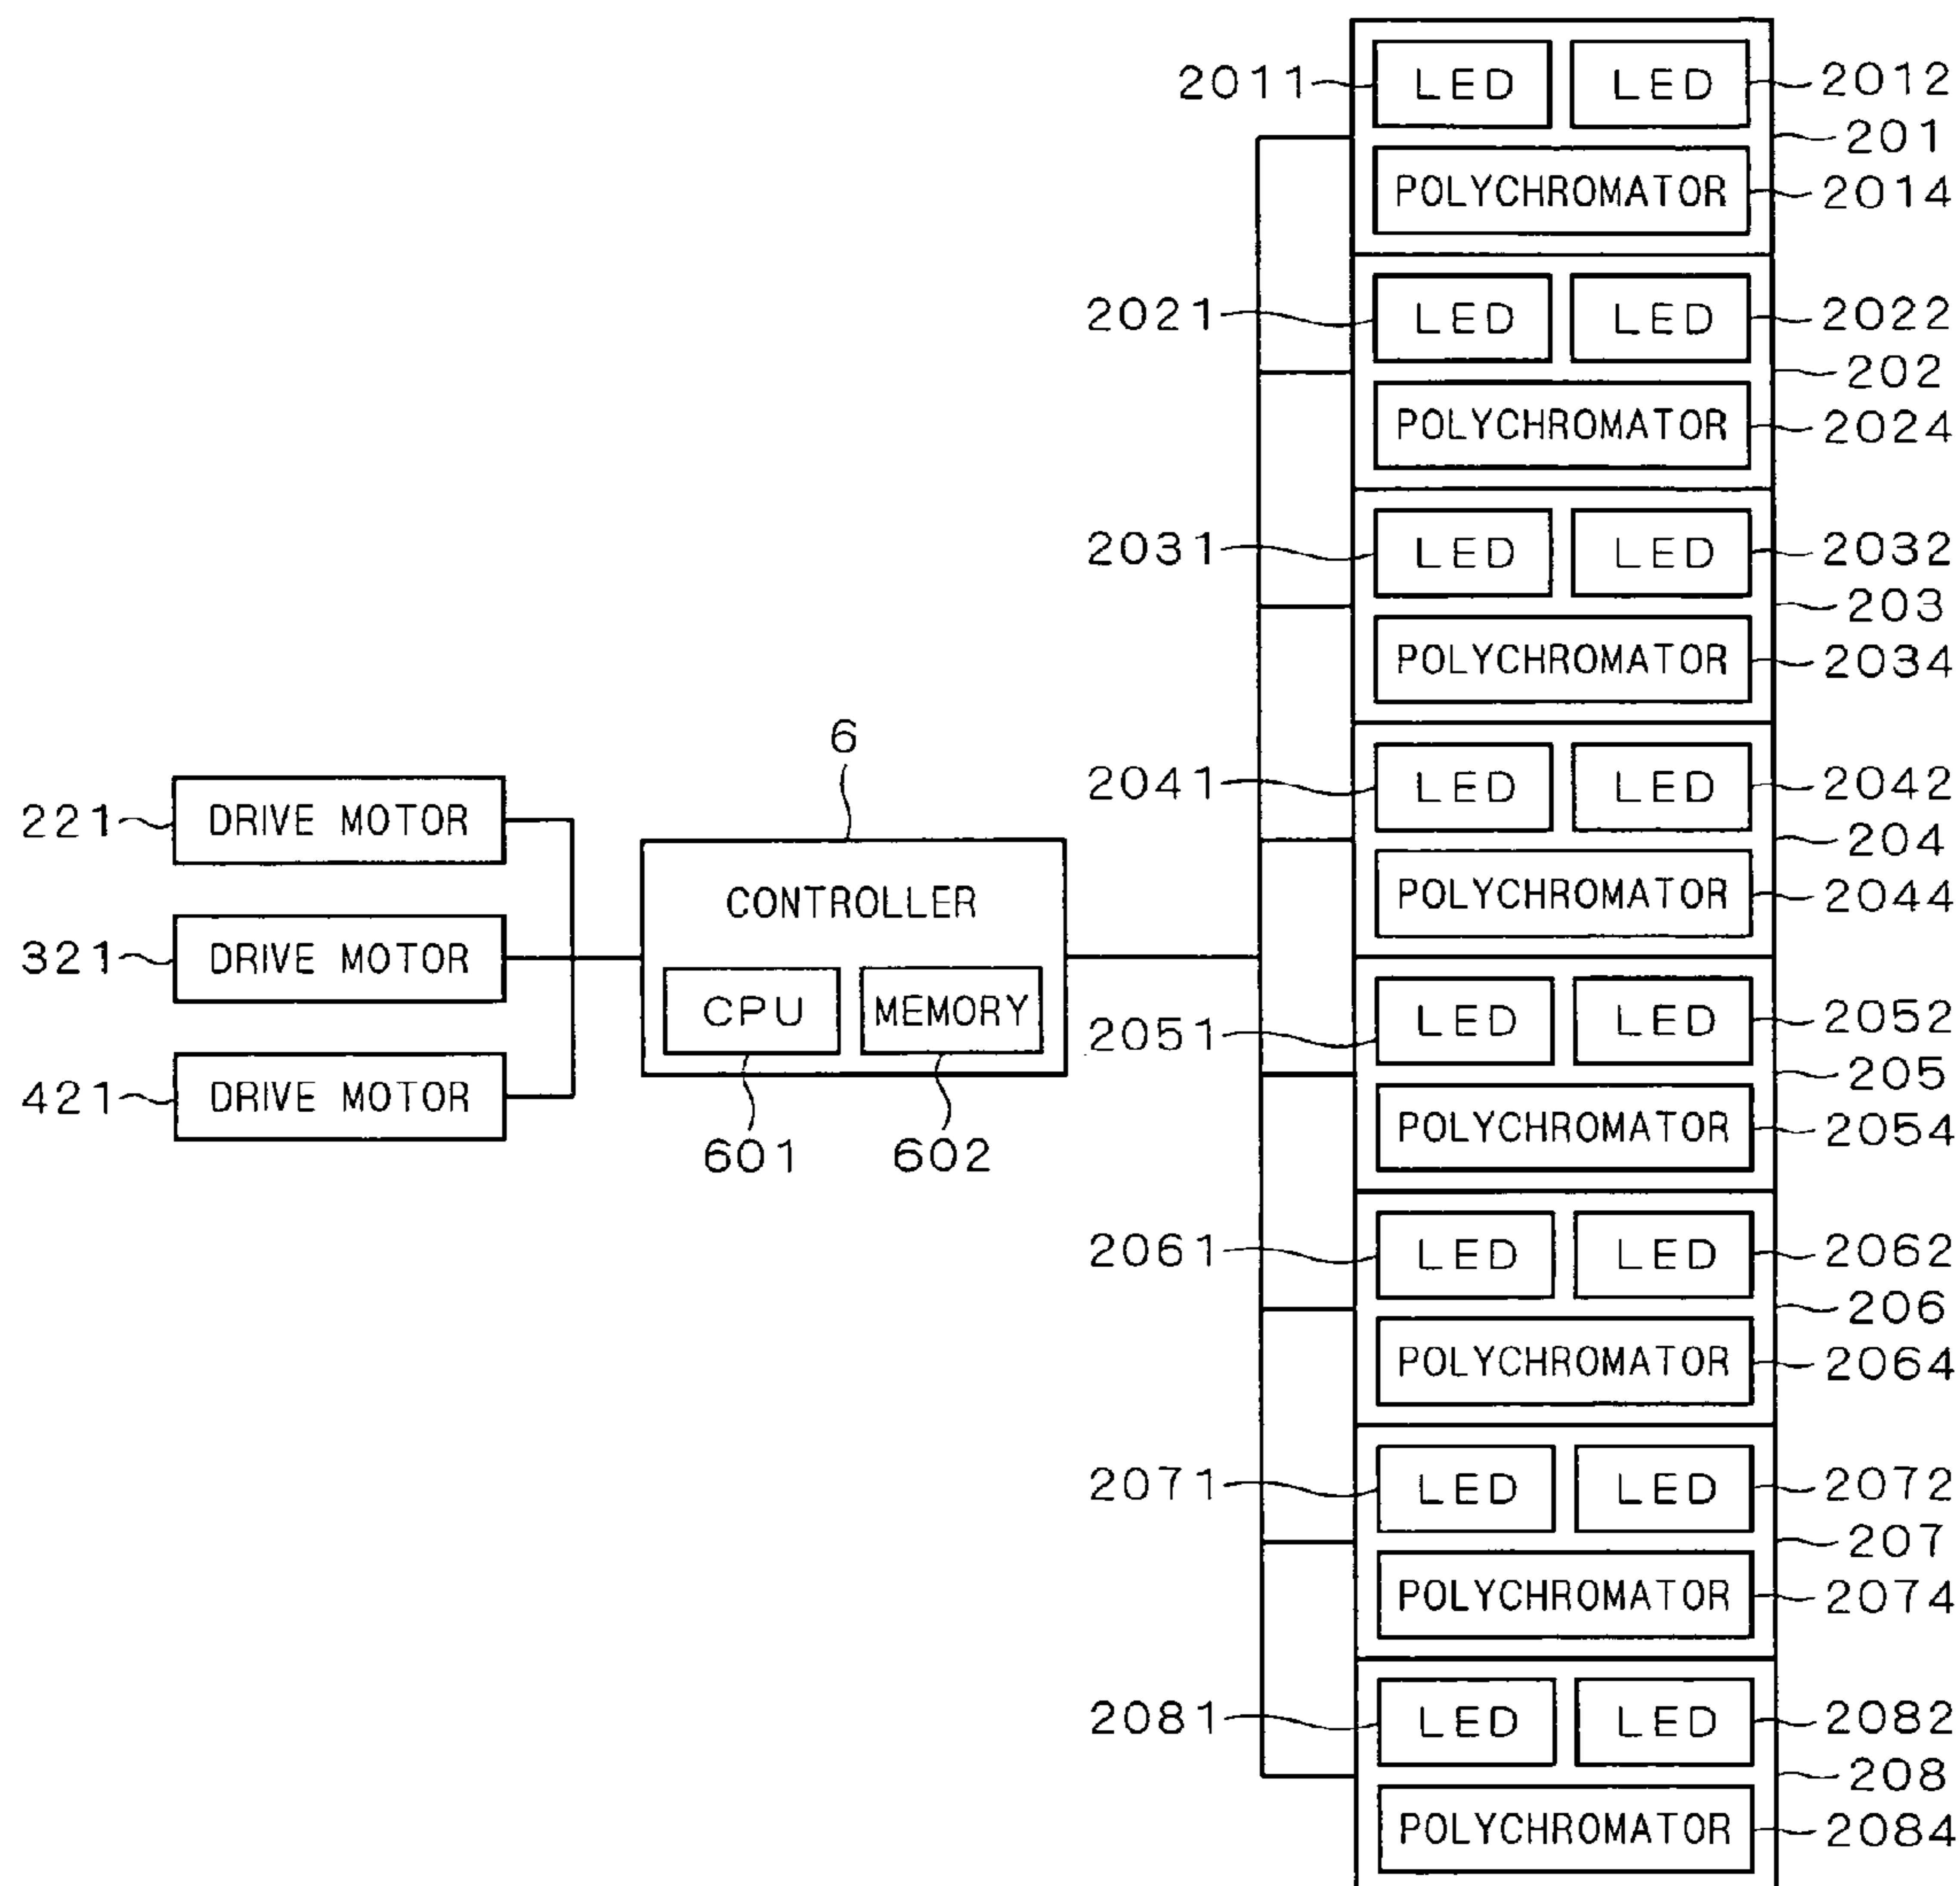 2011 LED LED 2012
201
POLYCHROMATOR 2014
2021 LED LED 2022
202
POLYCHROMATOR 2024
2031 LED LED 2032
203
POLYCHROMATOR 2034
2041 LED LED 2042
204
POLYCHROMATOR 2044
2051 LED LED 2052
205
POLYCHROMATOR 2054
2061 LED LED 2062
206
POLYCHROMATOR 2064
2071 LED LED 2072
207
POLYCHROMATOR 2074
2081 LED LED 2082
208
POLYCHROMATOR 2084
6
CONTROLLER
CPU MEMORY
601 602
221 DRIVE MOTOR
321 DRIVE MOTOR
421 DRIVE MOTOR